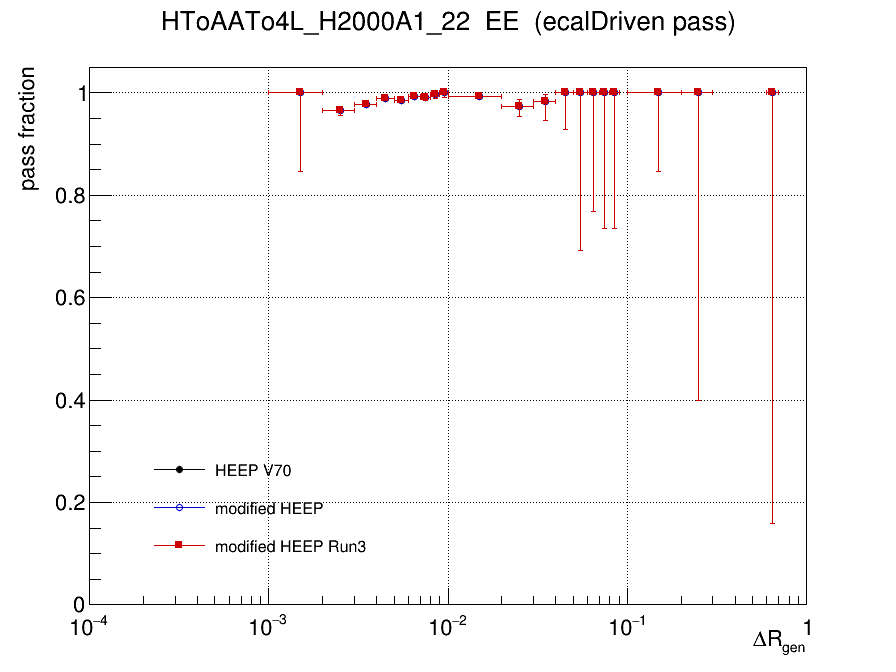 HToAATo4L_H2000A1_22 EE (ecalDriven pass)
pass fraction
1
0.8
0.6
0.4
0.2
0
HEEP V70
modified HEEP
modified HEEP Run3
10⁻⁴ 10⁻³ 10⁻² 10⁻¹ 1
ΔR_gen